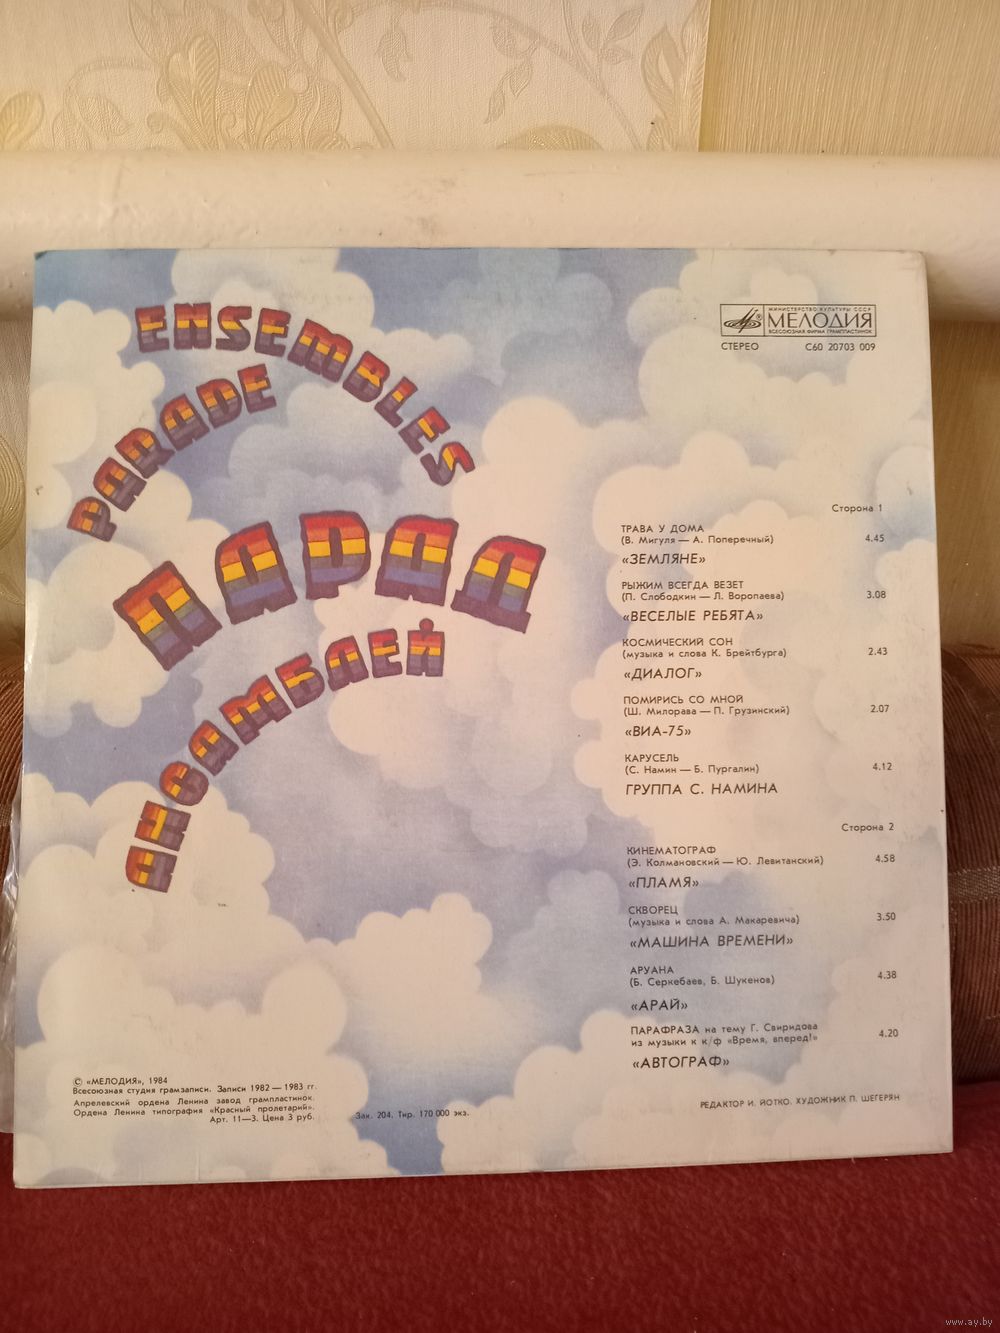 ENSEMBLES
PARADE
ПАРАД
АНСАМБЛЕЙ
МИНИСТЕРСТВО КУЛЬТУРЫ СССР
МЕЛОДИЯ
ВСЕСОЮЗНАЯ ФИРМА ГРАМПЛАСТИНОК
СТЕРЕО С60 20703 009
Сторона 1
ТРАВА У ДОМА
(В. Мигуля — А. Поперечный) 4.45
«ЗЕМЛЯНЕ»
РЫЖИМ ВСЕГДА ВЕЗЕТ
(П. Слободкин — Л. Воропаева) 3.08
«ВЕСЕЛЫЕ РЕБЯТА»
КОСМИЧЕСКИЙ СОН
(музыка и слова К. Брейтбурга) 2.43
«ДИАЛОГ»
ПОМИРИСЬ СО МНОЙ
(Ш. Милорава — П. Грузинский) 2.07
«ВИА-75»
КАРУСЕЛЬ
(С. Намин — Б. Пургалин) 4.12
ГРУППА С. НАМИНА
Сторона 2
КИНЕМАТОГРАФ
(Э. Колмановский — Ю. Левитанский) 4.58
«ПЛАМЯ»
СКВОРЕЦ
(музыка и слова А. Макаревича) 3.50
«МАШИНА ВРЕМЕНИ»
АРУАНА
(Б. Серкебаев, Б. Шукенов) 4.38
«АРАЙ»
ПАРАФРАЗА на тему Г. Свиридова
из музыки к к/ф «Время, вперед!» 4.20
«АВТОГРАФ»
© «МЕЛОДИЯ», 1984
Всесоюзная студия грамзаписи. Записи 1982 — 1983 гг.
Апрелевский ордена Ленина завод грампластинок.
Ордена Ленина типография «Красный пролетарий».
Арт. 11—3. Цена 3 руб.
Зак. 204. Тир. 170 000 экз.
РЕДАКТОР И. ЙОТКО. ХУДОЖНИК П. ШЕГЕРЯН
www.ay.by